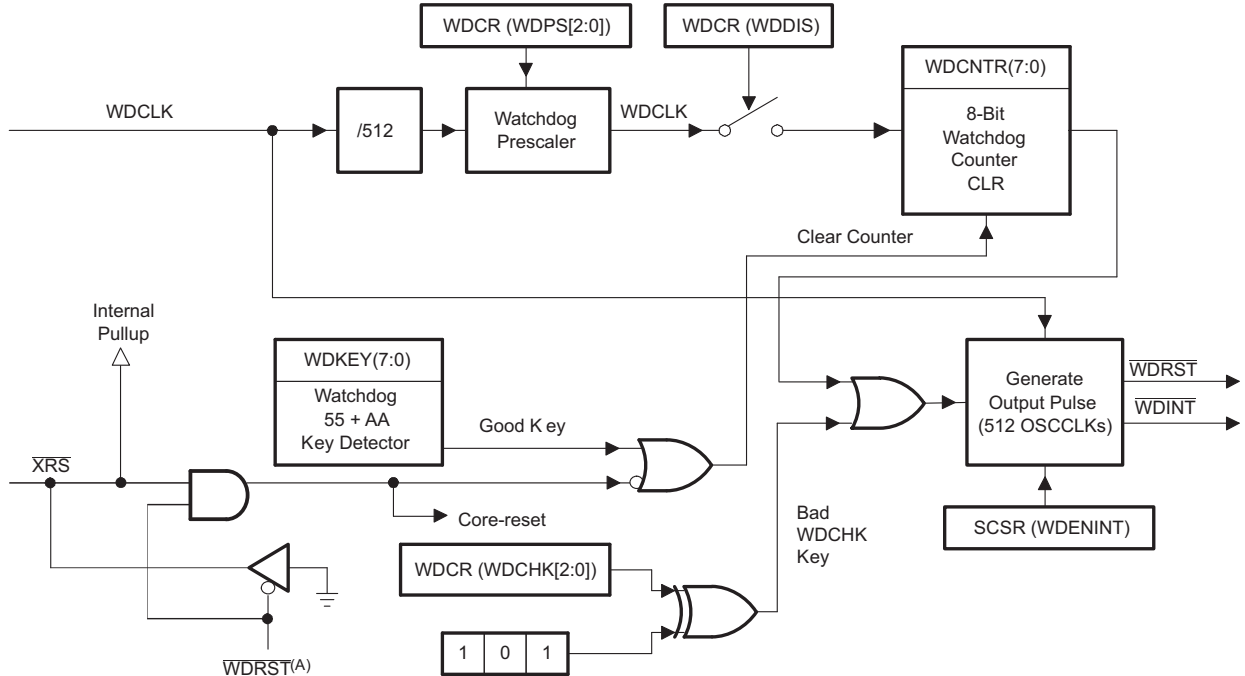 WDCR (WDPS[2:0])
WDCR (WDDIS)
WDCNTR(7:0)
WDCLK
/512
Watchdog
Prescaler
WDCLK
8-Bit
Watchdog
Counter
CLR
Clear Counter
Internal
Pullup
WDKEY(7:0)
Watchdog
55 + AA
Key Detector
Good Key
Generate
Output Pulse
(512 OSCCLKs)
WDRST
WDINT
XRS
Core-reset
Bad
WDCHK
Key
SCSR (WDENINT)
WDCR (WDCHK[2:0])
WDRST(A)
1 0 1